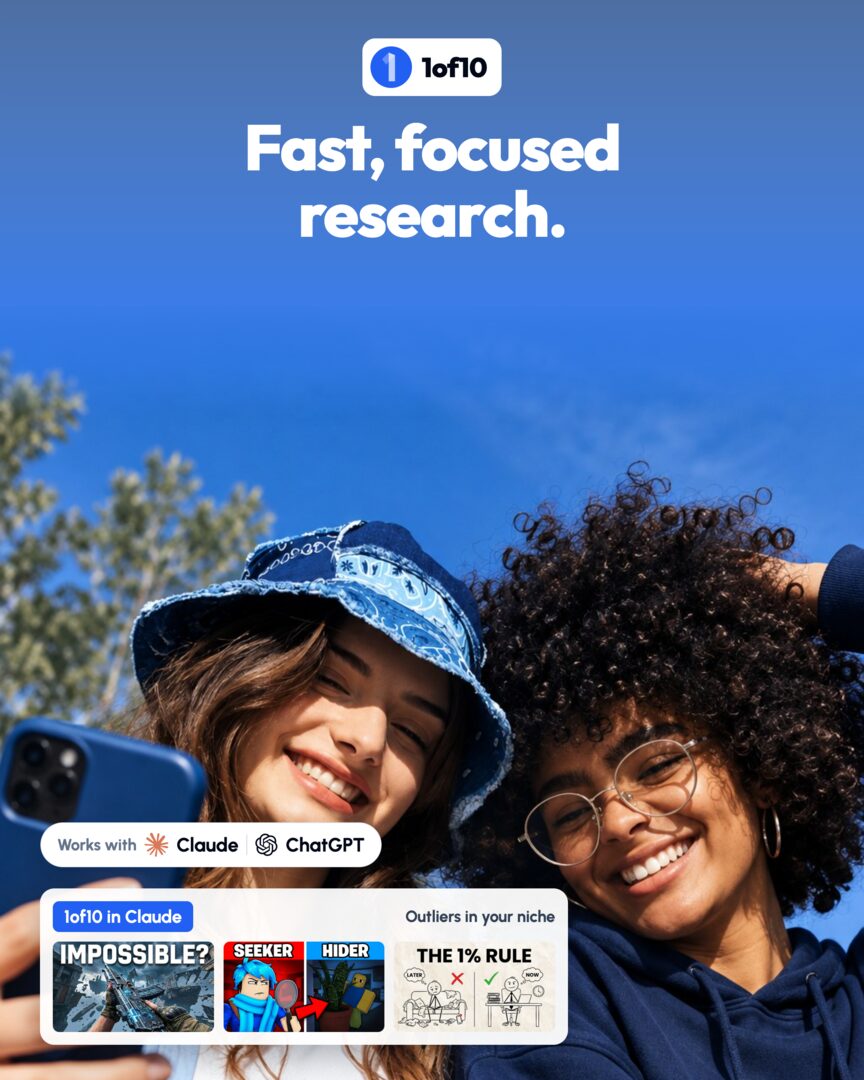 1of10
Fast, focused
research.
Works with Claude ChatGPT
1of10 in Claude
Outliers in your niche
IMPOSSIBLE?
SEEKER HIDER
THE 1% RULE
LATER NOW